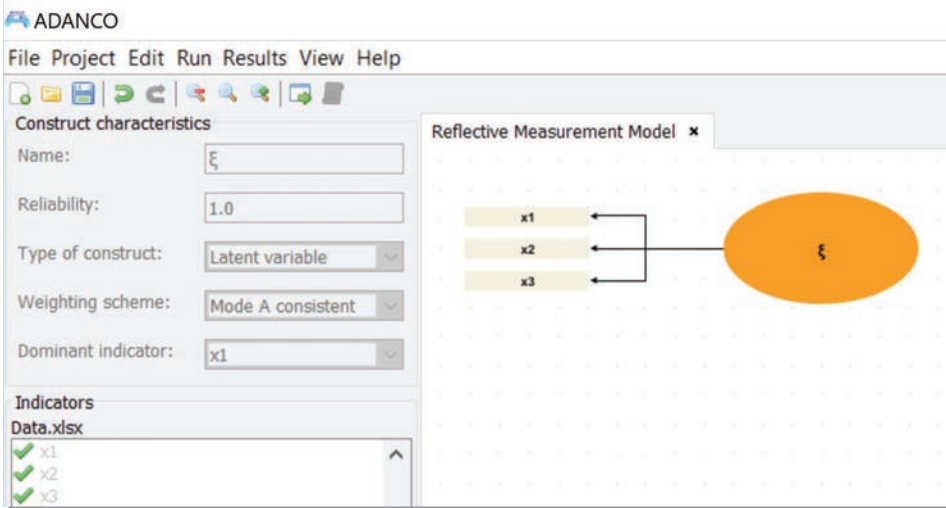 ADANCO
File Project Edit Run Results View Help
Construct characteristics
Name: ξ
Reliability: 1.0
Type of construct: Latent variable
Weighting scheme: Mode A consistent
Dominant indicator: x1
Indicators
Data.xlsx
x1
x2
x3
Reflective Measurement Model ×
x1
x2
x3
ξ